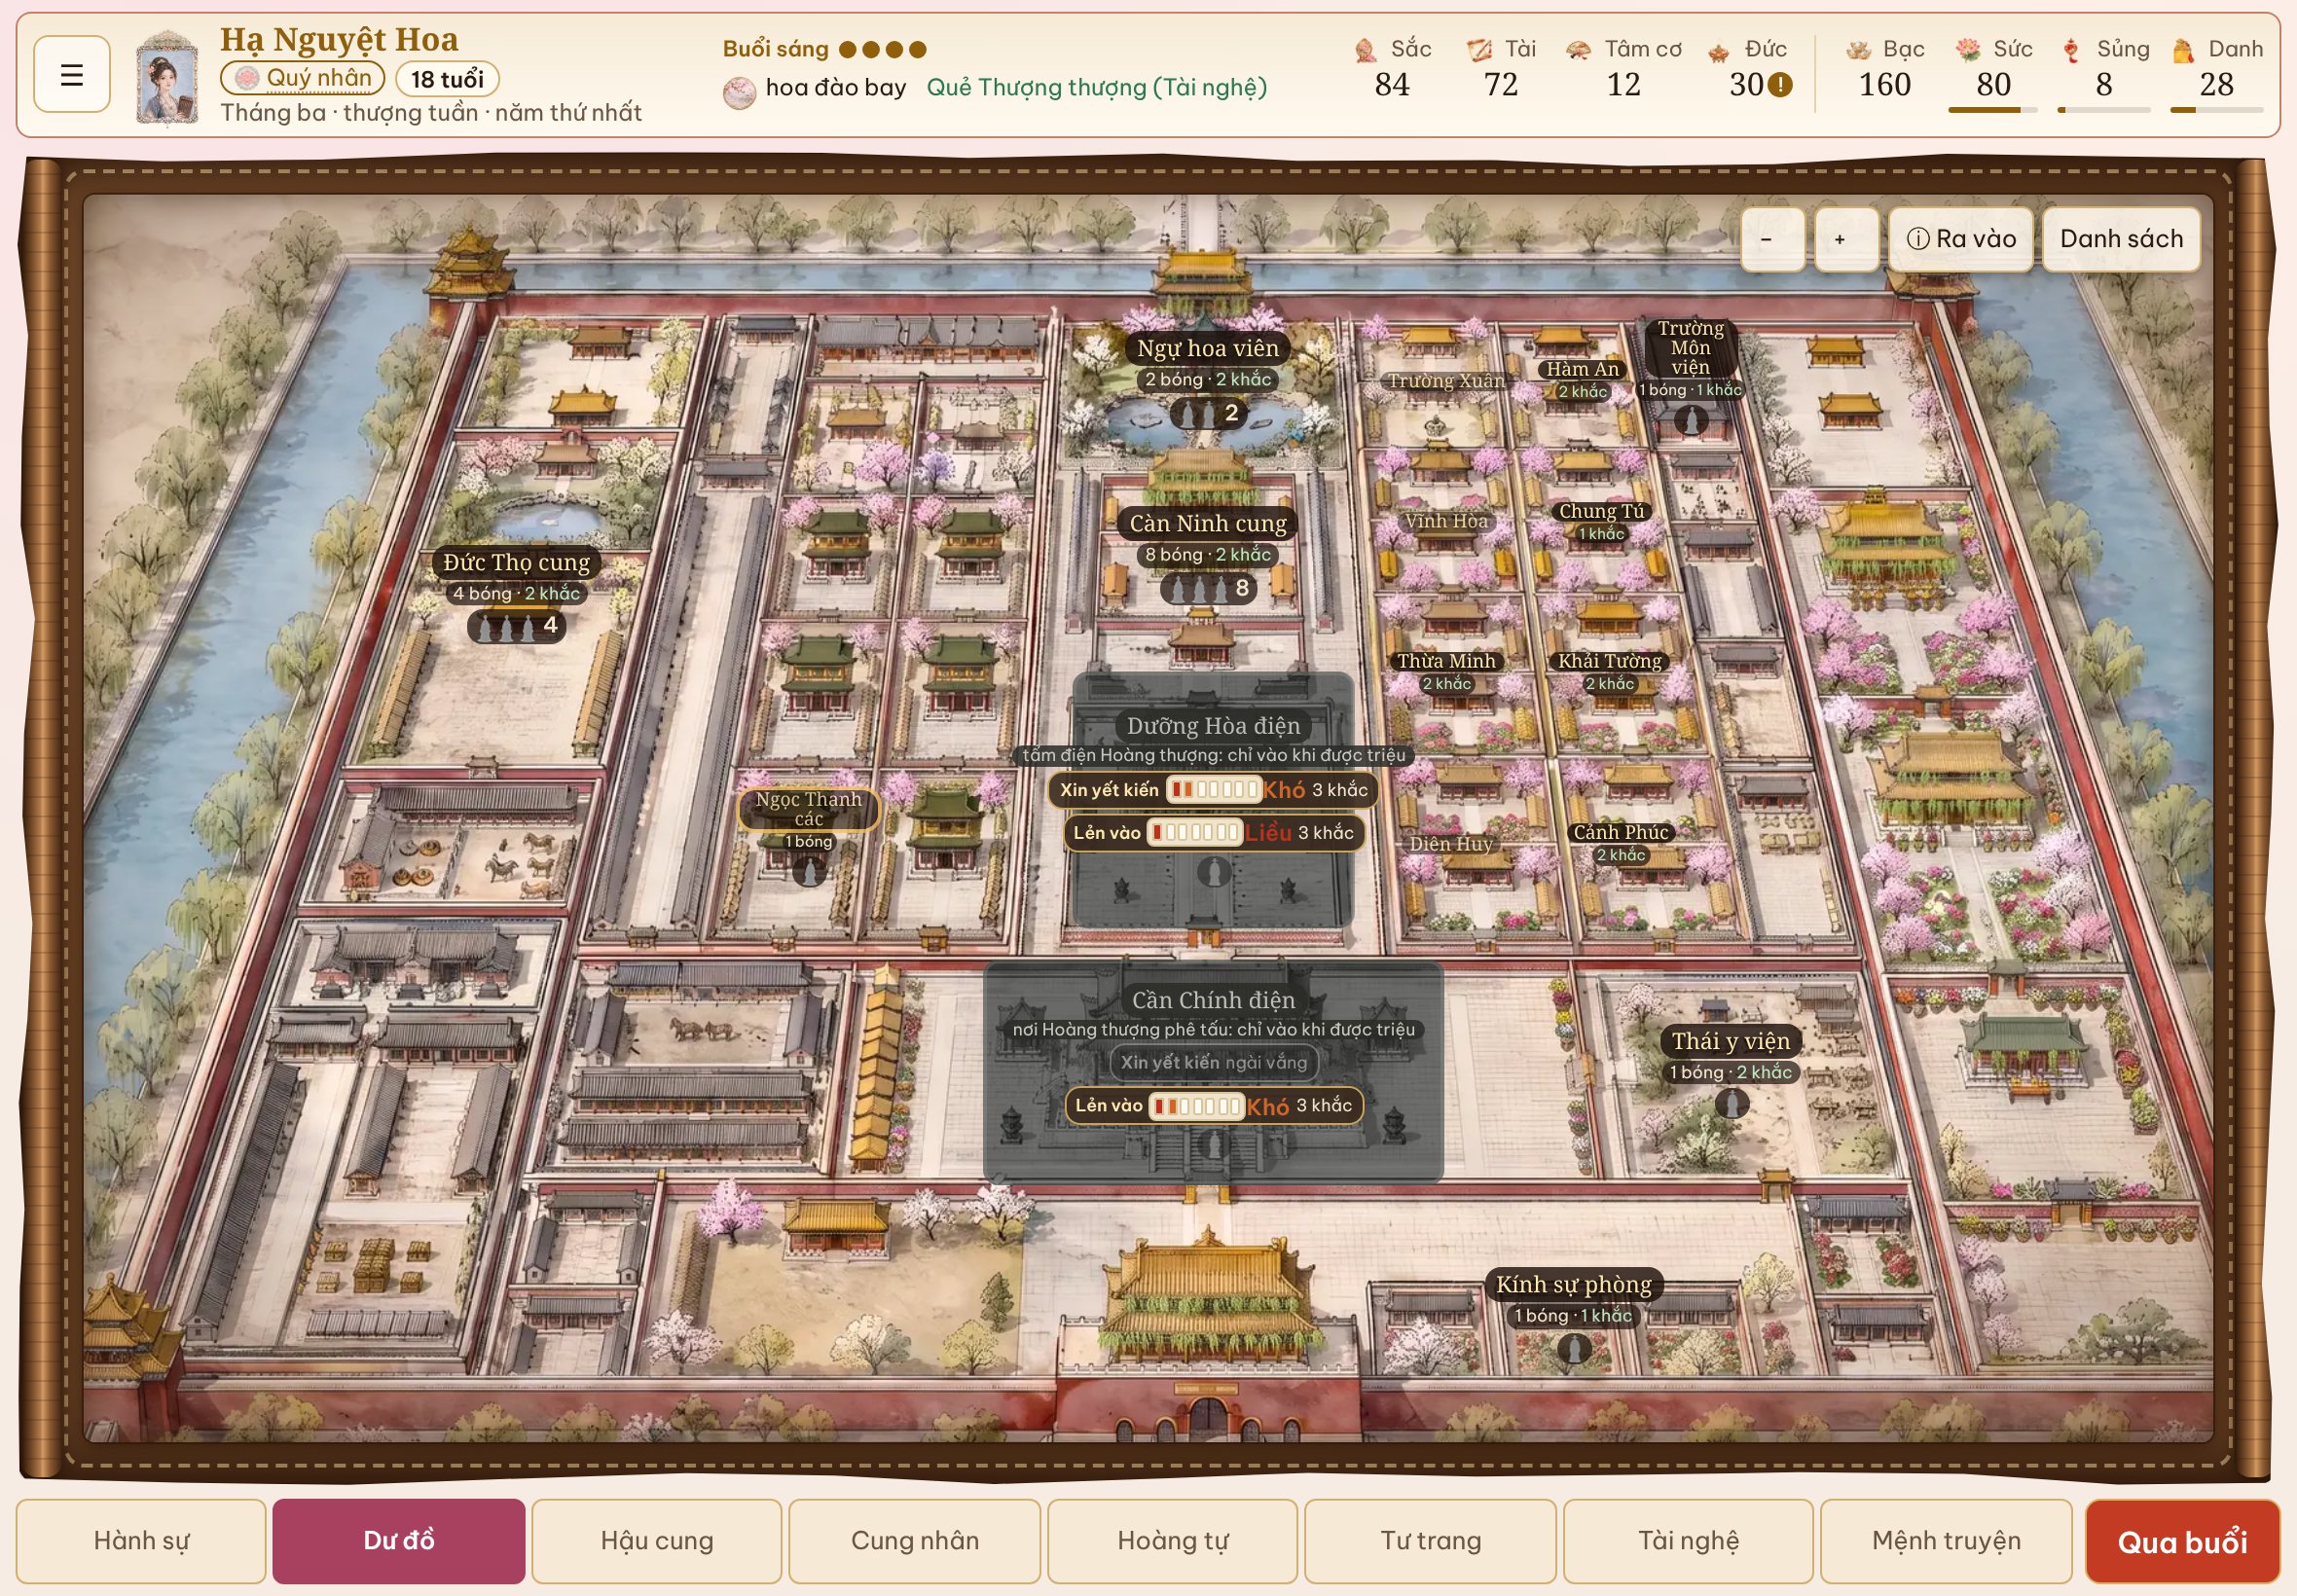 ☰
Hạ Nguyệt Hoa
Quý nhân
18 tuổi
Tháng ba · thượng tuần · năm thứ nhất
Buổi sáng
hoa đào bay
Quẻ Thượng thượng (Tài nghệ)
Sắc
84
Tài
72
Tâm cơ
12
Đức
30 !
Bạc
160
Sức
80
Sủng
8
Danh
28
-
+
ⓘ Ra vào
Danh sách
Ngự hoa viên
2 bóng · 2 khắc
2
Trường Xuân
Hàm An
2 khắc
Trường
Môn
viện
1 bóng · 1 khắc
Càn Ninh cung
8 bóng · 2 khắc
8
Vĩnh Hòa
Chung Tú
1 khắc
Đức Thọ cung
4 bóng · 2 khắc
4
Thừa Minh
2 khắc
Khải Tường
2 khắc
Dưỡng Hòa điện
tẩm điện Hoàng thượng: chỉ vào khi được triệu
Xin yết kiến Khó 3 khắc
Lẻn vào Liều 3 khắc
Ngọc Thanh
các
1 bóng
Diên Huy
Cảnh Phúc
2 khắc
Cần Chính điện
nơi Hoàng thượng phê tấu: chỉ vào khi được triệu
Xin yết kiến ngài vắng
Lẻn vào Khó 3 khắc
Thái y viện
1 bóng · 2 khắc
Kính sự phòng
1 bóng · 1 khắc
Hành sự
Dư đồ
Hậu cung
Cung nhân
Hoàng tự
Tư trang
Tài nghệ
Mệnh truyện
Qua buổi